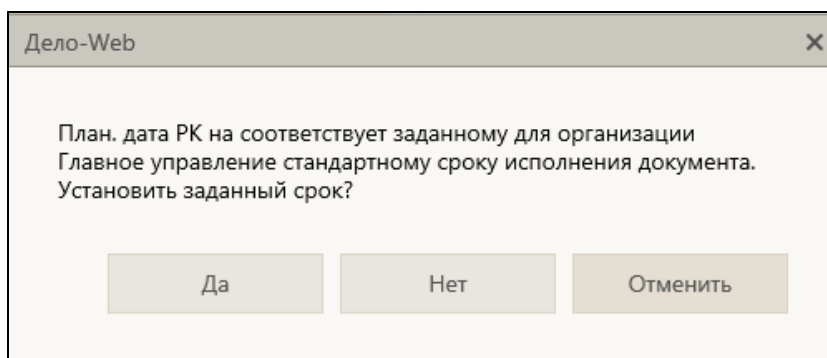 Дело-Web
План. дата РК на соответствует заданному для организации
Главное управление стандартному сроку исполнения документа.
Установить заданный срок?
Да
Нет
Отменить